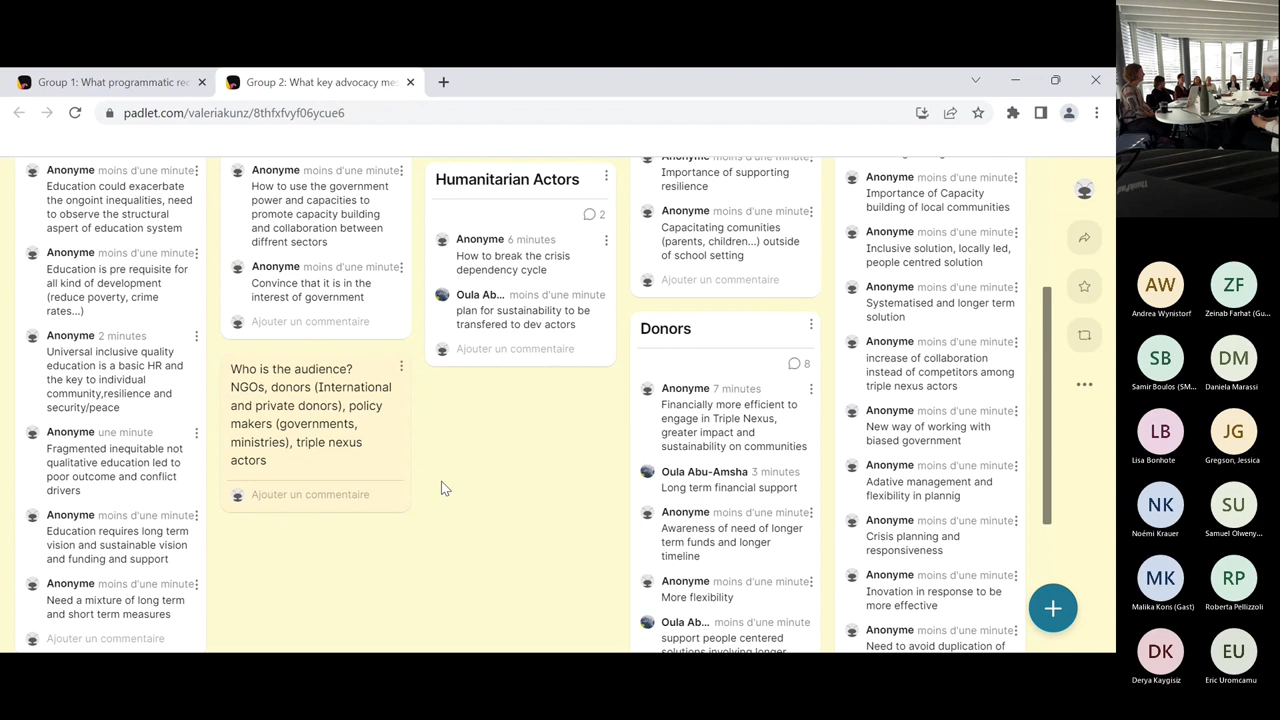 Group 1: What programmatic rec
Group 2: What key advocacy me
padlet.com/valeriakunz/8thfxfvyf06ycue6
Anonyme moins d'une minute
Education could exacerbate
the ongoint inequalities, need
to observe the structural
aspert of education system
Anonyme moins d'une minute
Education is pre requisite for
all kind of development
(reduce poverty, crime
rates...)
Anonyme 2 minutes
Universal inclusive quality
education is a basic HR and
the key to individual
community,resilience and
security/peace
Anonyme une minute
Fragmented inequitable not
qualitative education led to
poor outcome and conflict
drivers
Anonyme moins d'une minute
Education requires long term
vision and sustainable vision
and funding and support
Anonyme moins d'une minute
Need a mixture of long term
and short term measures
Ajouter un commentaire
Anonyme moins d'une minute
How to use the government
power and capacities to
promote capacity building
and collaboration between
diffrent sectors
Anonyme moins d'une minute
Convince that it is in the
interest of government
Ajouter un commentaire
Who is the audience?
NGOs, donors (International
and private donors), policy
makers (governments,
ministries), triple nexus
actors
Ajouter un commentaire
Humanitarian Actors
2
Anonyme 6 minutes
How to break the crisis
dependency cycle
Oula Ab... moins d'une minute
plan for sustainability to be
transfered to dev actors
Ajouter un commentaire
Anonyme moins d'une minute
Importance of supporting
resilience
Anonyme moins d'une minute
Capacitating comunities
(parents, children...) outside
of school setting
Ajouter un commentaire
Donors
8
Anonyme 7 minutes
Financially more efficient to
engage in Triple Nexus,
greater impact and
sustainability on communities
Oula Abu-Amsha 3 minutes
Long term financial support
Anonyme moins d'une minute
Awareness of need of longer
term funds and longer
timeline
Anonyme moins d'une minute
More flexibility
Oula Ab... moins d'une minute
support people centered
solutions involving longer
Anonyme moins d'une minute
Importance of Capacity
building of local communities
Anonyme moins d'une minute
Inclusive solution, locally led,
people centred solution
Anonyme moins d'une minute
Systematised and longer term
solution
Anonyme moins d'une minute
increase of collaboration
instead of competitors among
triple nexus actors
Anonyme moins d'une minute
New way of working with
biased government
Anonyme moins d'une minute
Adative management and
flexibility in plannig
Anonyme moins d'une minute
Crisis planning and
responsiveness
Anonyme moins d'une minute
Inovation in response to be
more effective
Anonyme moins d'une minute
Need to avoid duplication of
AW ZF
Andrea Wynistorf Zeinab Farhat (Gu...
SB DM
Samir Boulos (SM... Daniela Marassi
LB JG
Lisa Bonhote Gregson, Jessica
NK SU
Noémi Krauer Samuel Olweny...
MK RP
Malika Kons (Gast) Roberta Pellizzoli
DK EU
Derya Kaygisiz Eric Uromcamu